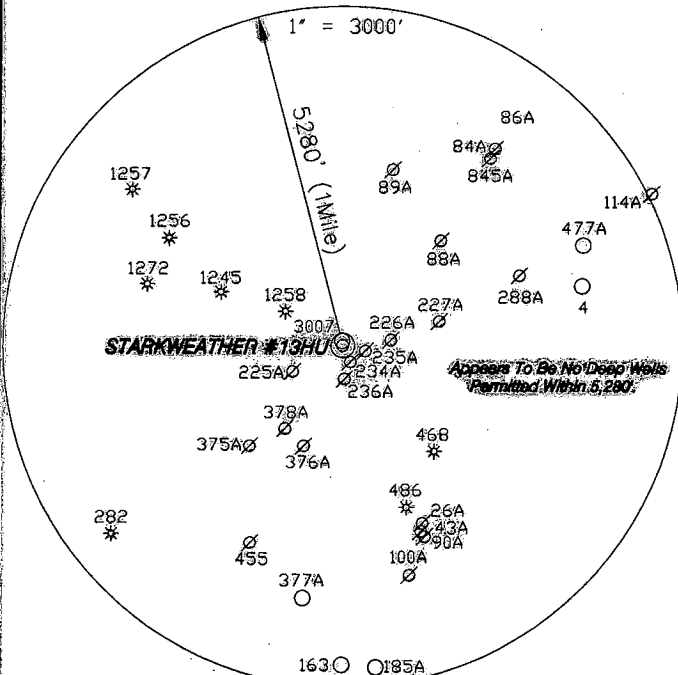 1" = 3000'
5280' (1Mile)
86A
84A
845A
89A
1257
114A
1256
477A
88A
1272
1245
288A
4
1258
227A
3007
226A
STARKWEATHER #13HU
235A
234A
225A
236A
Appears To Be No Deep Wells
Permitted Within 5,280'.
378A
375A
376A
468
486
282
26A
43A
90A
455
100A
377A
163
185A